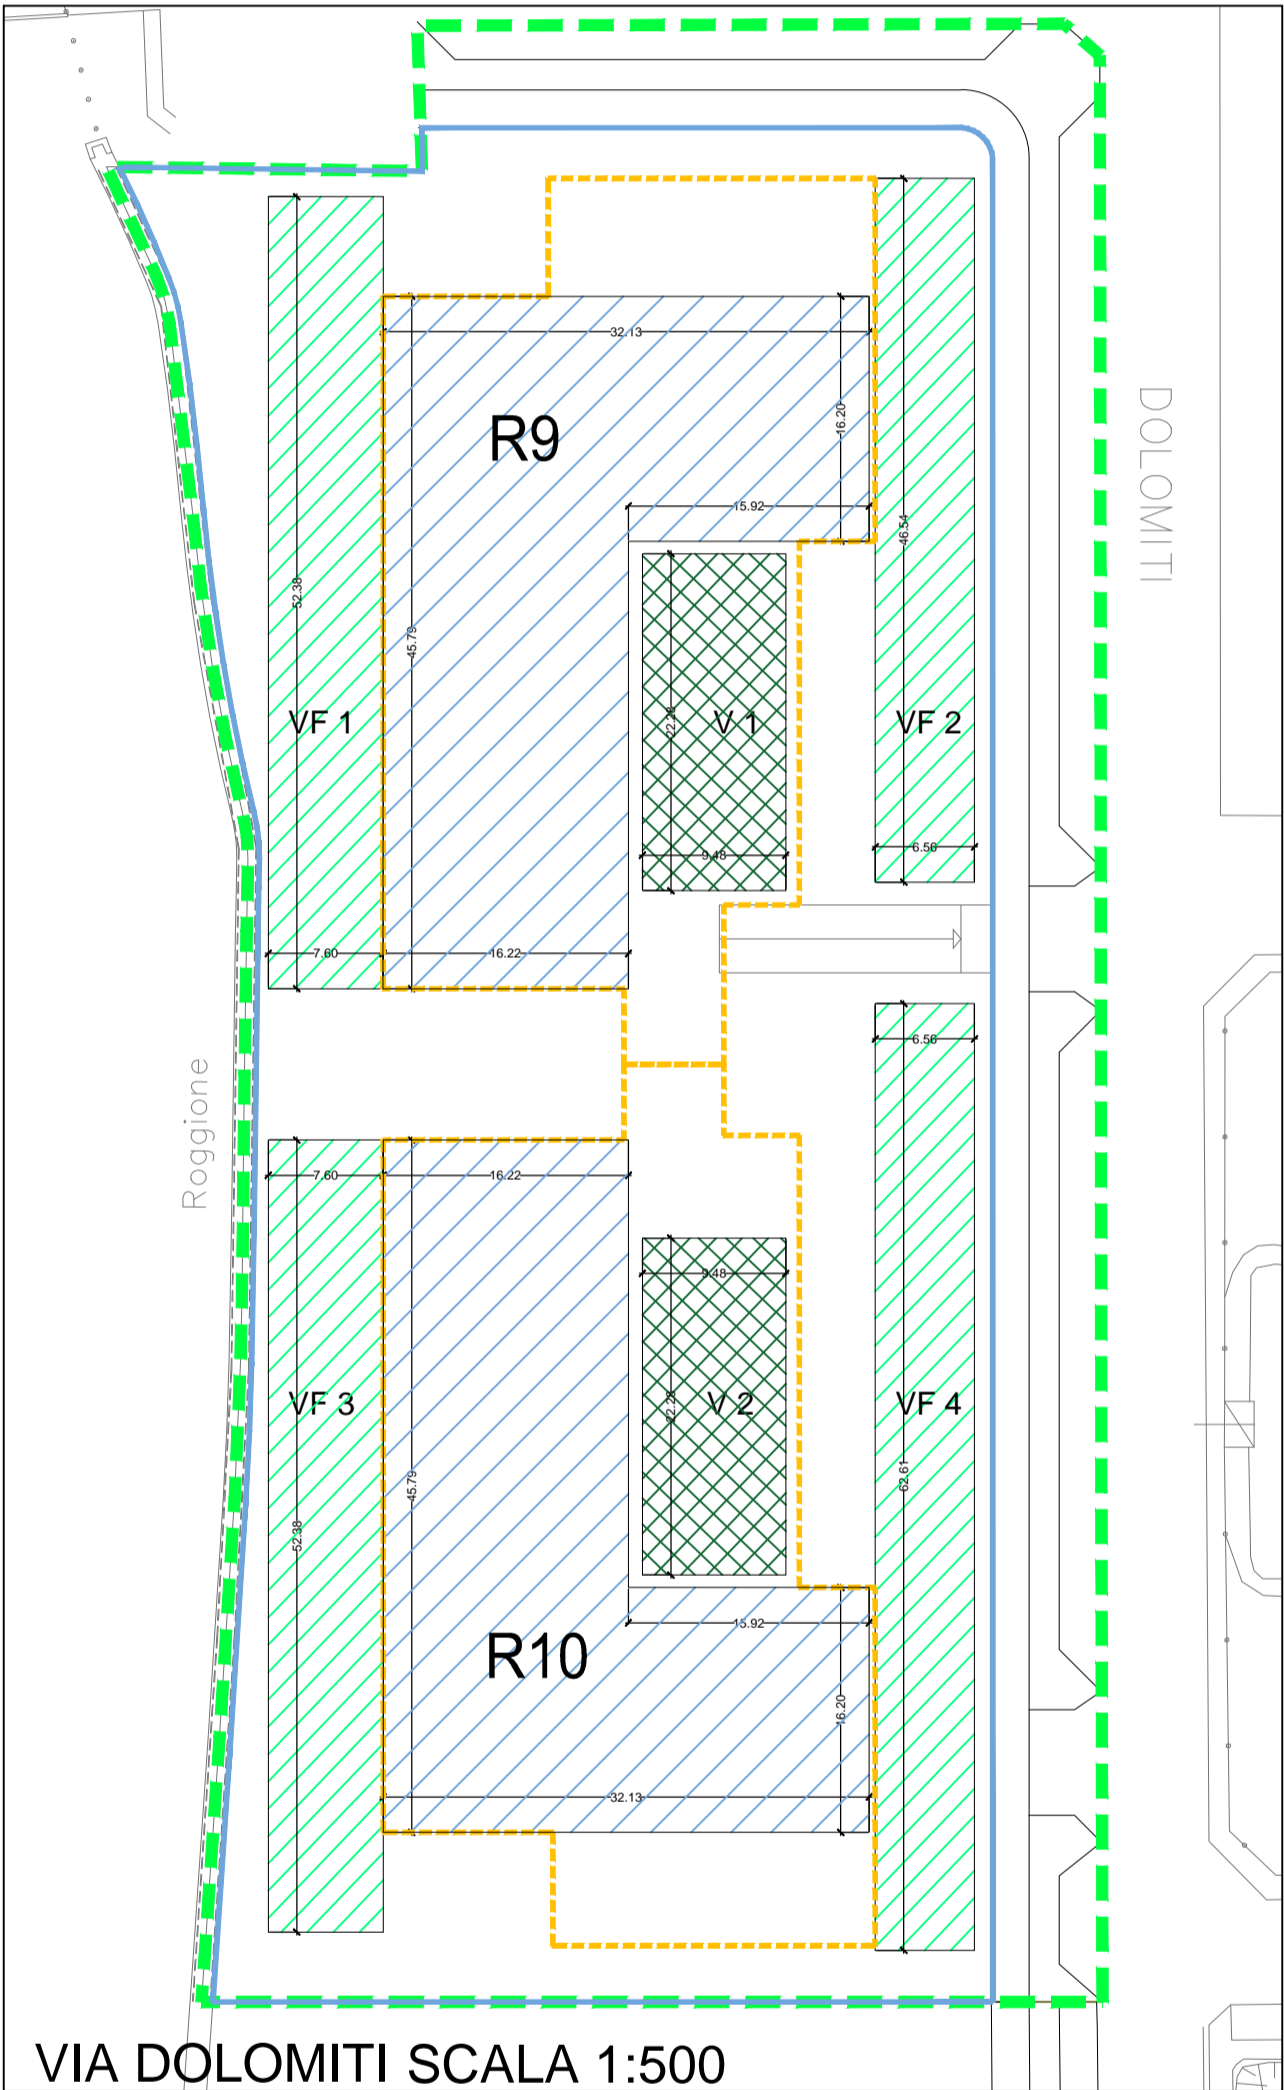 32.13
R9
16.20
DOLOMITI
15.92
46.54
52.38
45.79
VF 1
22.28
V 1
VF 2
9.48
6.56
7.60
16.22
6.56
Roggione
7.60
16.22
9.48
VF 3
22.28
V 2
VF 4
62.61
45.79
52.38
15.92
R10
16.20
32.13
VIA DOLOMITI SCALA 1:500